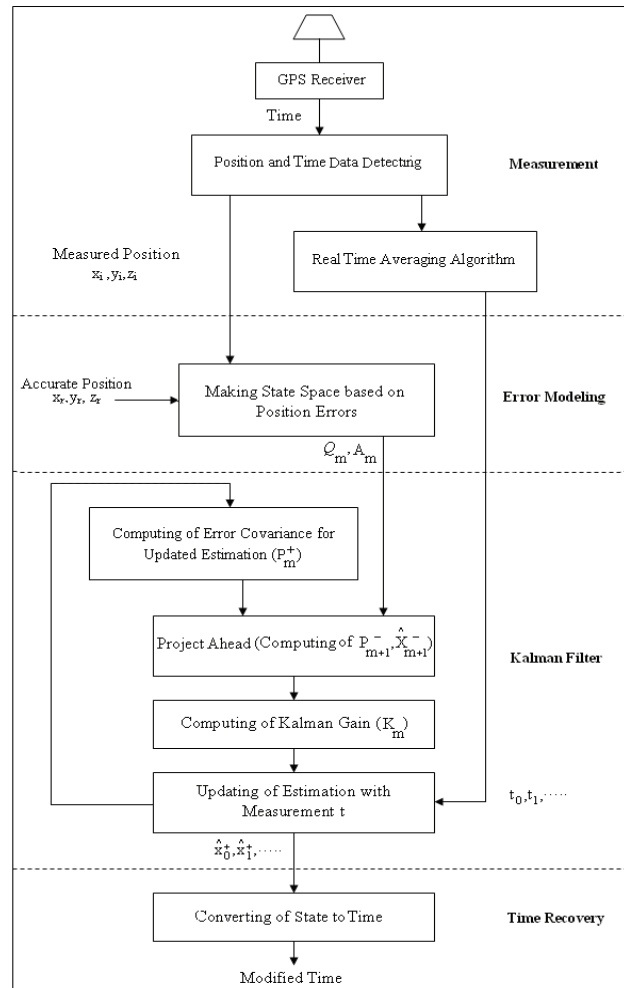 GPS Receiver
Time
Position and Time Data Detecting
Measurement
Measured Position
xi ,yi,zi
Real Time Averaging Algorithm
Accurate Position
xr,yr, zr
Making State Space based on
Position Errors
Error Modeling
Qm, Am
Computing of Error Covariance for
Updated Estimation (P⁺m)
Project Ahead (Computing of P⁻m+1, X̂⁻m+1)
Kalman Filter
Computing of Kalman Gain (Km)
Updating of Estimation with
Measurement t
t₀,t₁,·····
x̂⁺₀,x̂⁺₁,·····
Converting of State to Time
Time Recovery
Modified Time